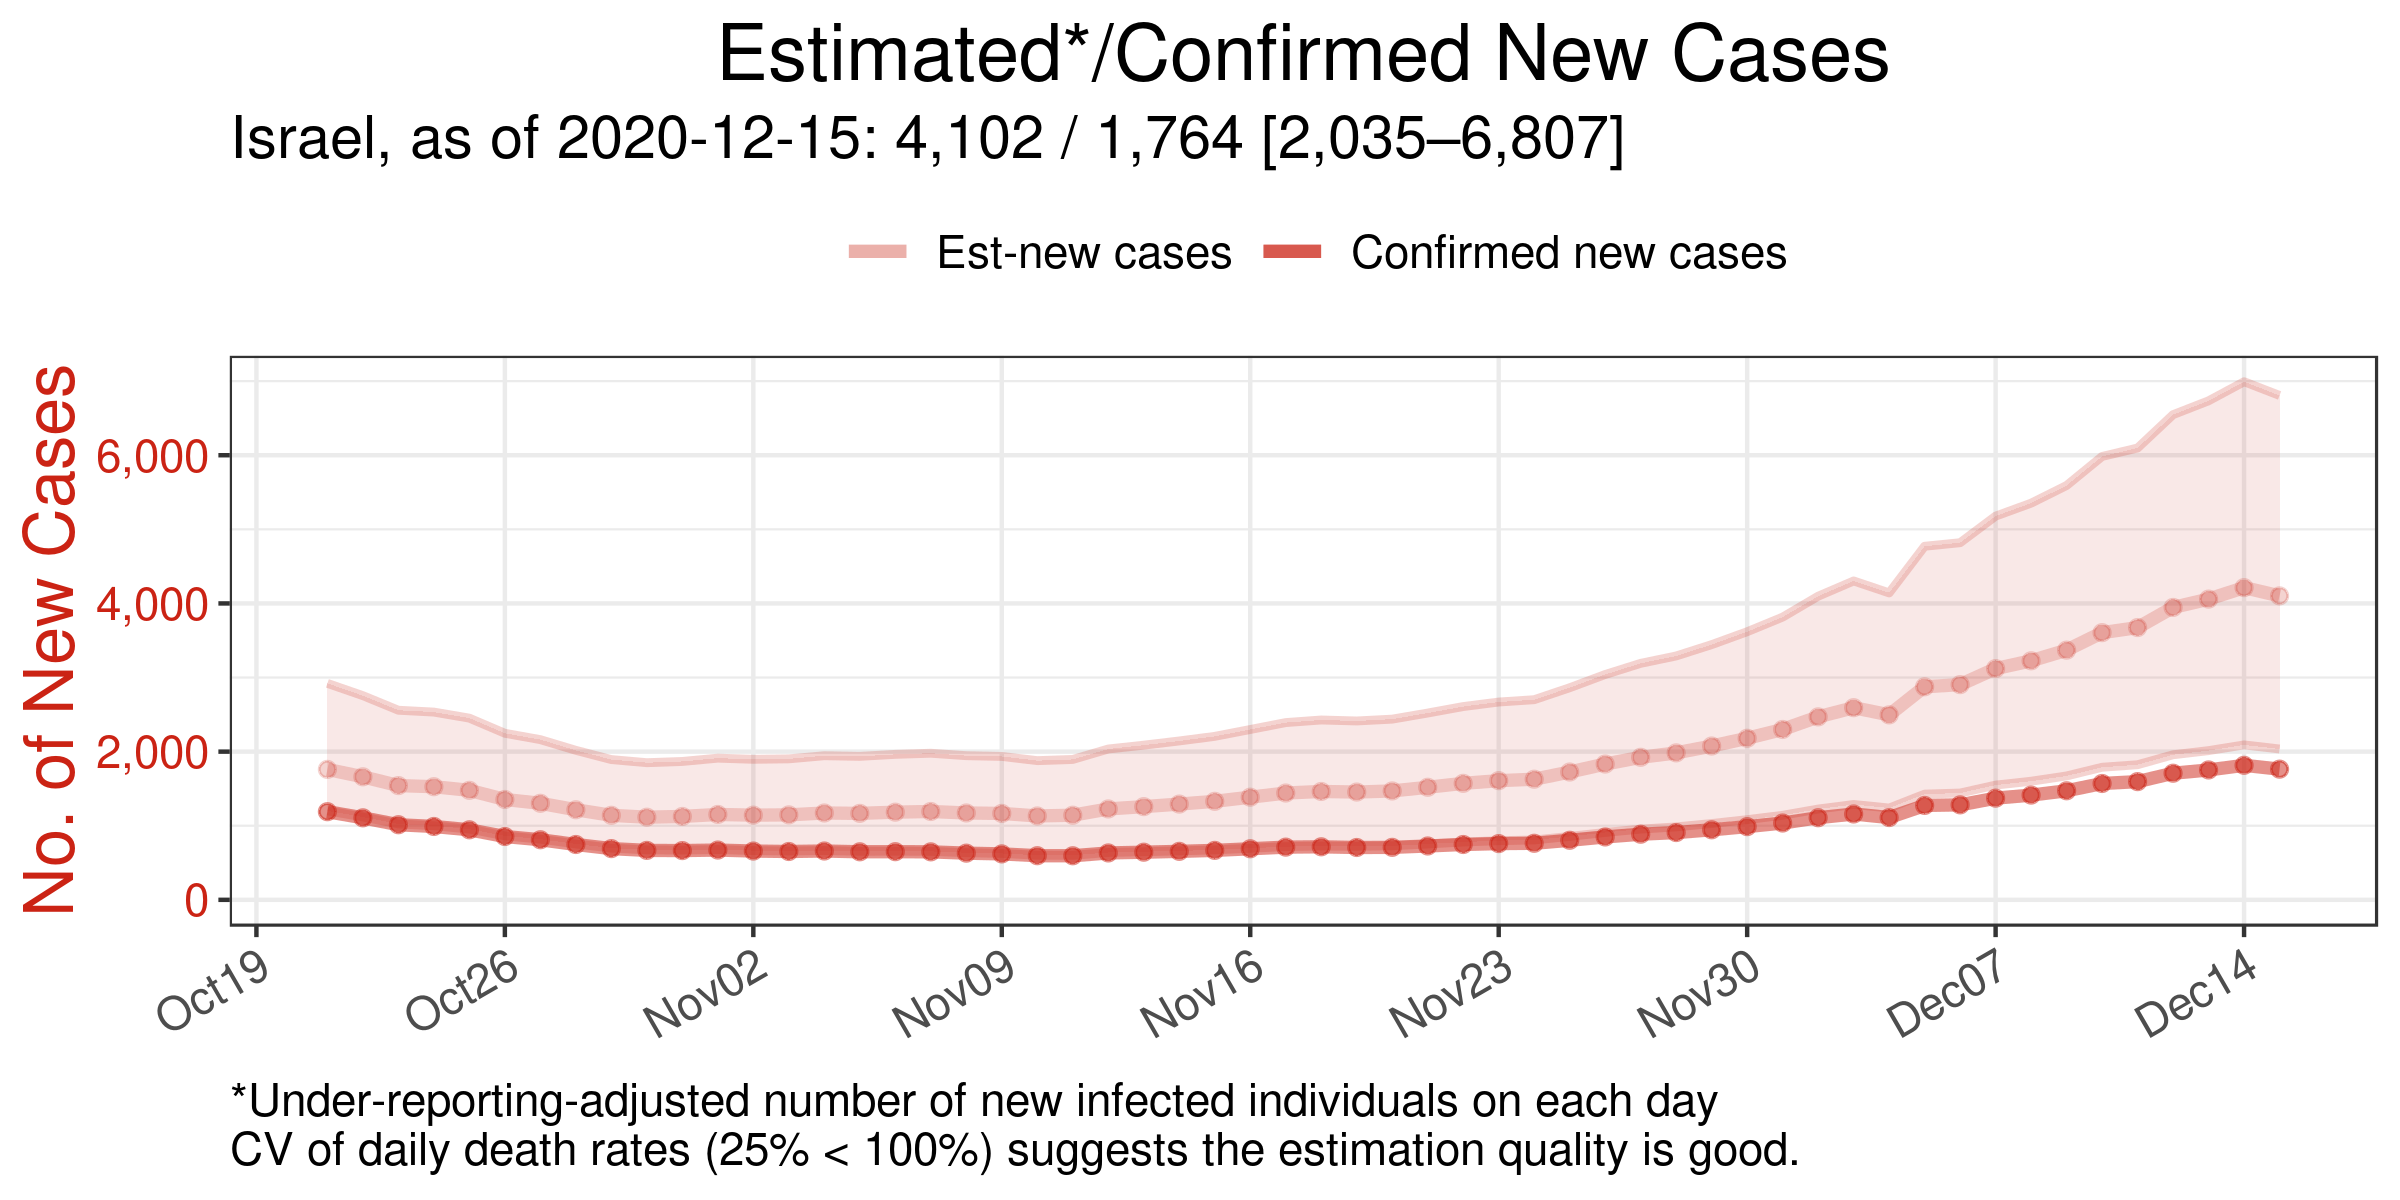 Estimated*/Confirmed New Cases
Israel, as of 2020-12-15: 4,102 / 1,764 [2,035–6,807]
Est-new cases
Confirmed new cases
No. of New Cases
6,000
4,000
2,000
0
Oct19
Oct26
Nov02
Nov09
Nov16
Nov23
Nov30
Dec07
Dec14
*Under-reporting-adjusted number of new infected individuals on each day
CV of daily death rates (25% < 100%) suggests the estimation quality is good.